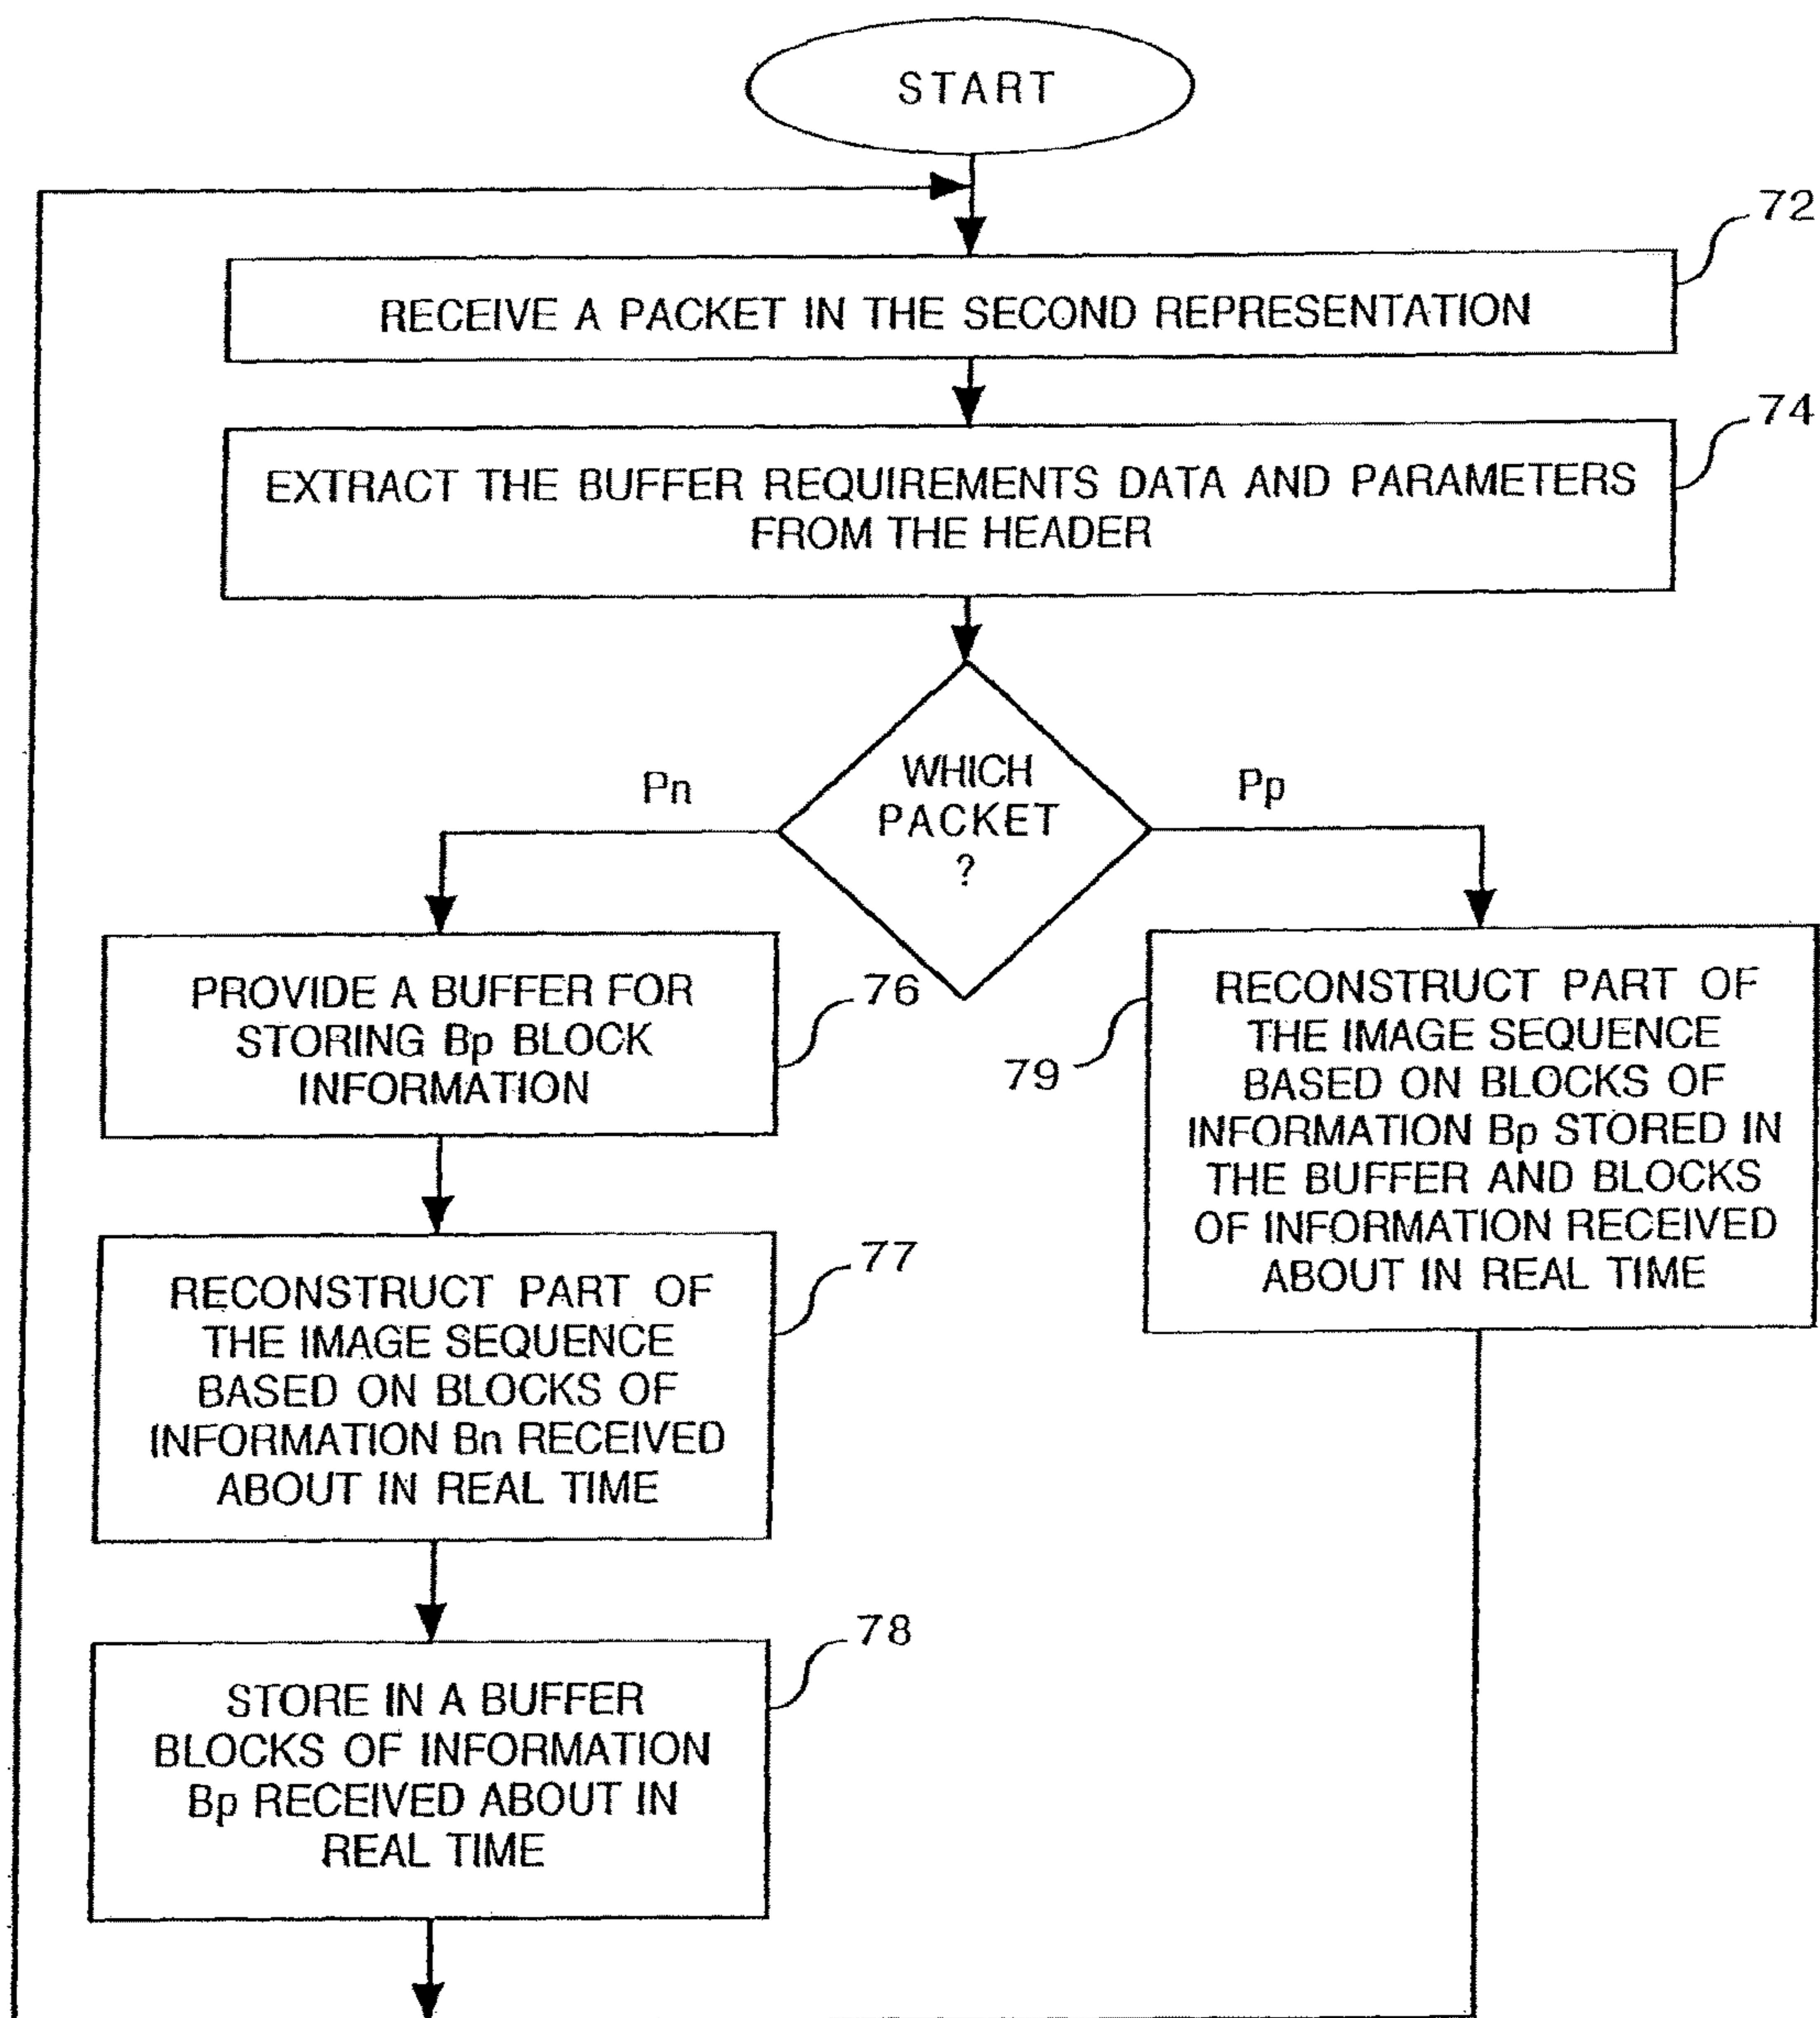 START
72
RECEIVE A PACKET IN THE SECOND REPRESENTATION
74
EXTRACT THE BUFFER REQUIREMENTS DATA AND PARAMETERS
FROM THE HEADER
WHICH
PACKET
?
Pn
Pp
PROVIDE A BUFFER FOR
STORING Bp BLOCK
INFORMATION
76
RECONSTRUCT PART OF
THE IMAGE SEQUENCE
BASED ON BLOCKS OF
INFORMATION Bn RECEIVED
ABOUT IN REAL TIME
77
STORE IN A BUFFER
BLOCKS OF INFORMATION
Bp RECEIVED ABOUT IN
REAL TIME
78
79
RECONSTRUCT PART OF
THE IMAGE SEQUENCE
BASED ON BLOCKS OF
INFORMATION Bp STORED IN
THE BUFFER AND BLOCKS
OF INFORMATION RECEIVED
ABOUT IN REAL TIME